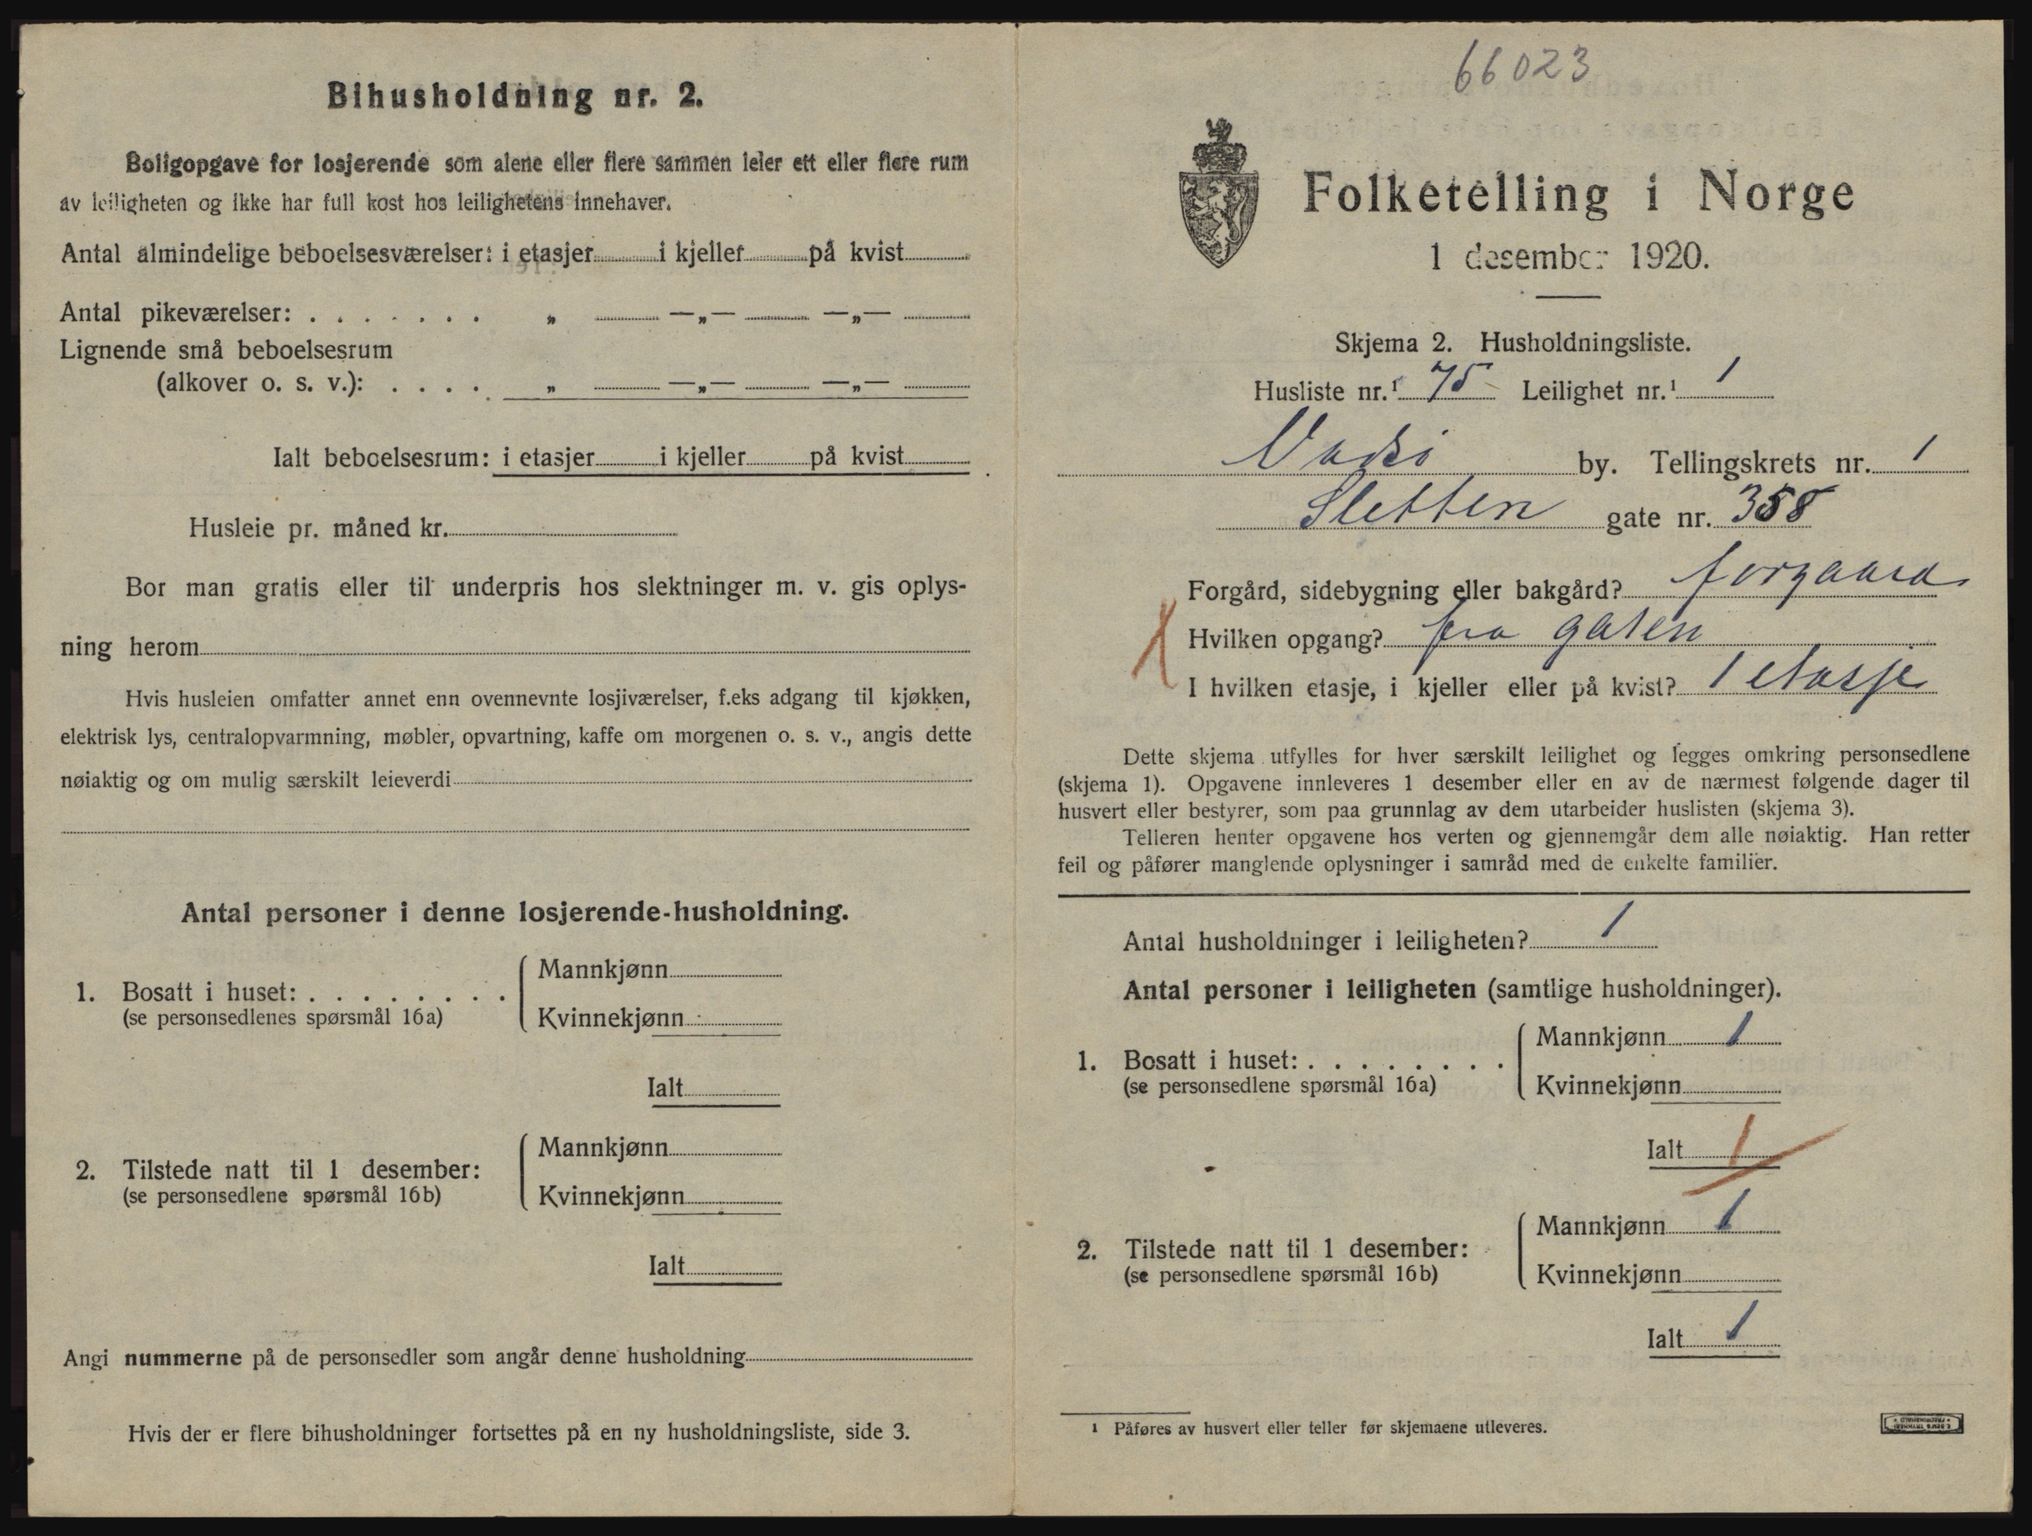 Bihusholdning nr. 2.
Boligopgave for losjerende som alene eller flere sammen leier ett eller flere rum
av leiligheten og ikke har full kost hos leilighetens innehaver.
Antal almindelige beboelsesværelser: i etasjer i kjeller på kvist
Antal pikeværelser: . . . . . . . „ —„— —„—
Lignende små beboelsesrum
(alkover o. s. v.): . . . . „ —„— —„—
Ialt beboelsesrum: i etasjer i kjeller på kvist
Husleie pr. måned kr.
Bor man gratis eller til underpris hos slektninger m. v. gis oplys-
ning herom
Hvis husleien omfatter annet enn ovennevnte losjiværelser, f.eks adgang til kjøkken,
elektrisk lys, centralopvarmning, møbler, opvartning, kaffe om morgenen o. s. v., angis dette
nøiaktig og om mulig særskilt leieverdi
Antal personer i denne losjerende-husholdning.
1. Bosatt i huset: . . . . . . . .
(se personsedlenes spørsmål 16a)
Mannkjønn
Kvinnekjønn
Ialt
2. Tilstede natt til 1 desember:
(se personsedlene spørsmål 16b)
Mannkjønn
Kvinnekjønn
Ialt
Angi nummerne på de personsedler som angår denne husholdning
Hvis der er flere bihusholdninger fortsettes på en ny husholdningsliste, side 3.
66023
Folketelling i Norge
1 desember 1920.
Skjema 2. Husholdningsliste.
Husliste nr.¹ 75 Leilighet nr.¹ 1
Vadsö by. Tellingskrets nr. 1
Sletten gate nr. 358
Forgård, sidebygning eller bakgård? forgaard
Hvilken opgang? fra gaten
I hvilken etasje, i kjeller eller på kvist? 1 etasje
Dette skjema utfylles for hver særskilt leilighet og legges omkring personsedlene
(skjema 1). Opgavene innleveres 1 desember eller en av de nærmest følgende dager til
husvert eller bestyrer, som paa grunnlag av dem utarbeider huslisten (skjema 3).
Telleren henter opgavene hos verten og gjennemgår dem alle nøiaktig. Han retter
feil og påfører manglende oplysninger i samråd med de enkelte familier.
Antal husholdninger i leiligheten? 1
Antal personer i leiligheten (samtlige husholdninger).
1. Bosatt i huset: . . . . . . . .
(se personsedlene spørsmål 16a)
Mannkjønn 1
Kvinnekjønn
Ialt 1
2. Tilstede natt til 1 desember:
(se personsedlene spørsmål 16b)
Mannkjønn 1
Kvinnekjønn
Ialt 1
¹ Påføres av husvert eller teller før skjemaene utleveres.